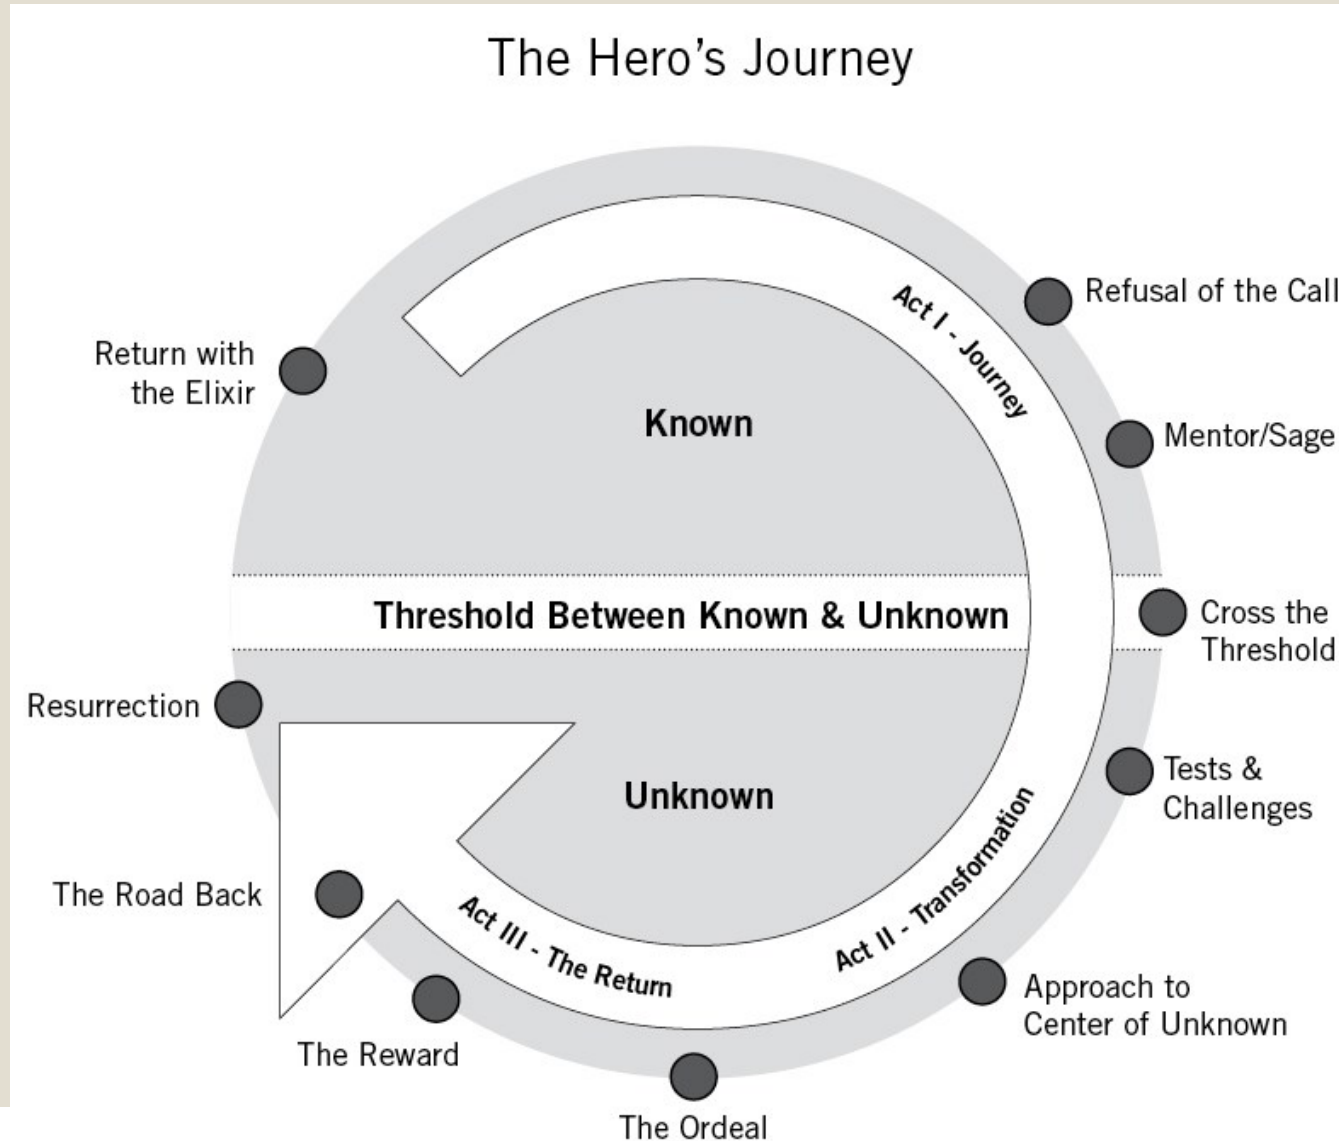 The Hero's Journey
Refusal of the Call
Act I - Journey
Return with
the Elixir
Known
Mentor/Sage
Threshold Between Known & Unknown
Cross the
Threshold
Resurrection
Unknown
Tests &
Challenges
The Road Back
Act III - The Return
Act II - Transformation
Approach to
Center of Unknown
The Reward
The Ordeal